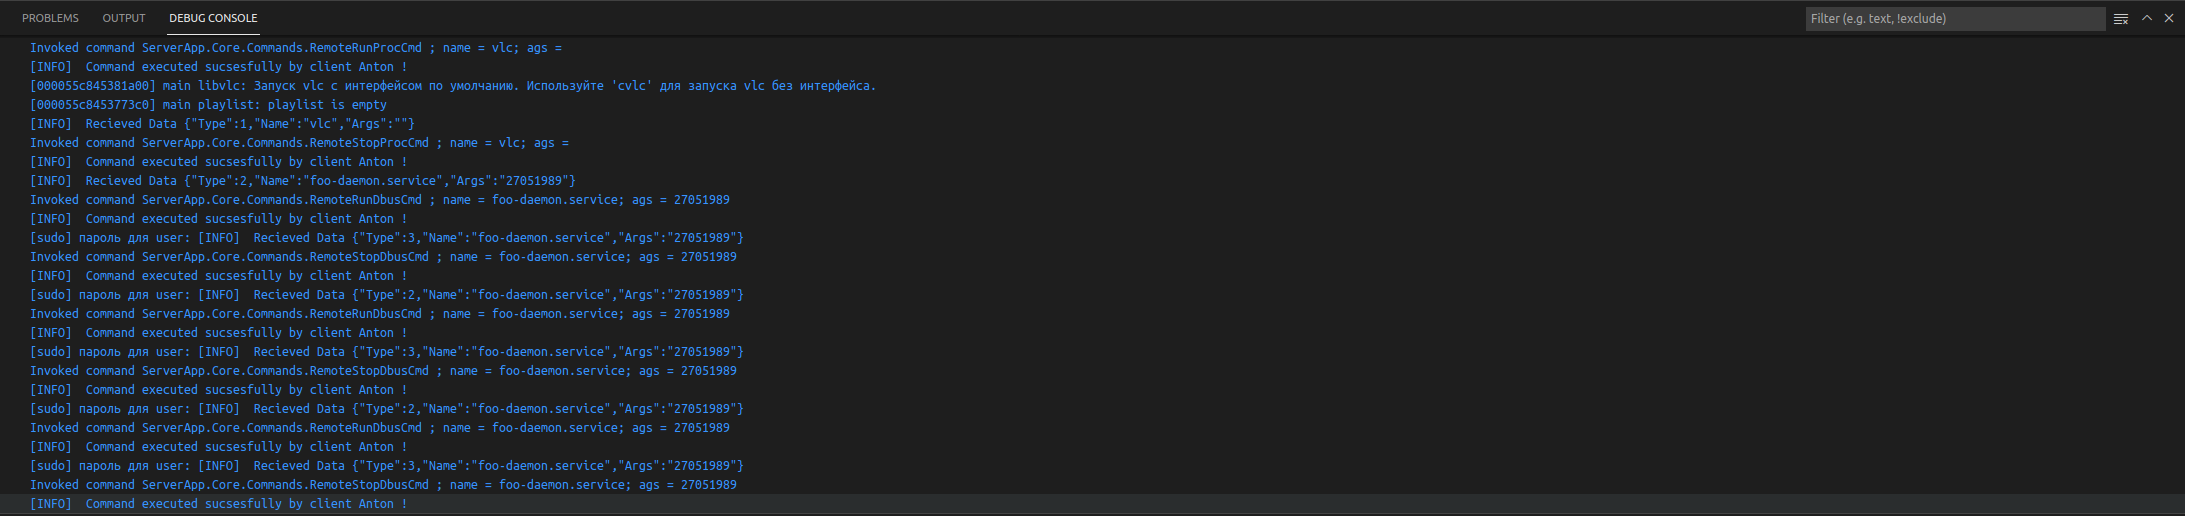 PROBLEMS OUTPUT DEBUG CONSOLE Filter (e.g. text, !exclude)
Invoked command ServerApp.Core.Commands.RemoteRunProcCmd ; name = vlc; ags =
[INFO]  Command executed sucsesfully by client Anton !
[000055c845381a00] main libvlc: Запуск vlc с интерфейсом по умолчанию. Используйте 'cvlc' для запуска vlc без интерфейса.
[000055c8453773c0] main playlist: playlist is empty
[INFO]  Recieved Data {"Type":1,"Name":"vlc","Args":""}
Invoked command ServerApp.Core.Commands.RemoteStopProcCmd ; name = vlc; ags =
[INFO]  Command executed sucsesfully by client Anton !
[INFO]  Recieved Data {"Type":2,"Name":"foo-daemon.service","Args":"27051989"}
Invoked command ServerApp.Core.Commands.RemoteRunDbusCmd ; name = foo-daemon.service; ags = 27051989
[INFO]  Command executed sucsesfully by client Anton !
[sudo] пароль для user: [INFO]  Recieved Data {"Type":3,"Name":"foo-daemon.service","Args":"27051989"}
Invoked command ServerApp.Core.Commands.RemoteStopDbusCmd ; name = foo-daemon.service; ags = 27051989
[INFO]  Command executed sucsesfully by client Anton !
[sudo] пароль для user: [INFO]  Recieved Data {"Type":2,"Name":"foo-daemon.service","Args":"27051989"}
Invoked command ServerApp.Core.Commands.RemoteRunDbusCmd ; name = foo-daemon.service; ags = 27051989
[INFO]  Command executed sucsesfully by client Anton !
[sudo] пароль для user: [INFO]  Recieved Data {"Type":3,"Name":"foo-daemon.service","Args":"27051989"}
Invoked command ServerApp.Core.Commands.RemoteStopDbusCmd ; name = foo-daemon.service; ags = 27051989
[INFO]  Command executed sucsesfully by client Anton !
[sudo] пароль для user: [INFO]  Recieved Data {"Type":2,"Name":"foo-daemon.service","Args":"27051989"}
Invoked command ServerApp.Core.Commands.RemoteRunDbusCmd ; name = foo-daemon.service; ags = 27051989
[INFO]  Command executed sucsesfully by client Anton !
[sudo] пароль для user: [INFO]  Recieved Data {"Type":3,"Name":"foo-daemon.service","Args":"27051989"}
Invoked command ServerApp.Core.Commands.RemoteStopDbusCmd ; name = foo-daemon.service; ags = 27051989
[INFO]  Command executed sucsesfully by client Anton !